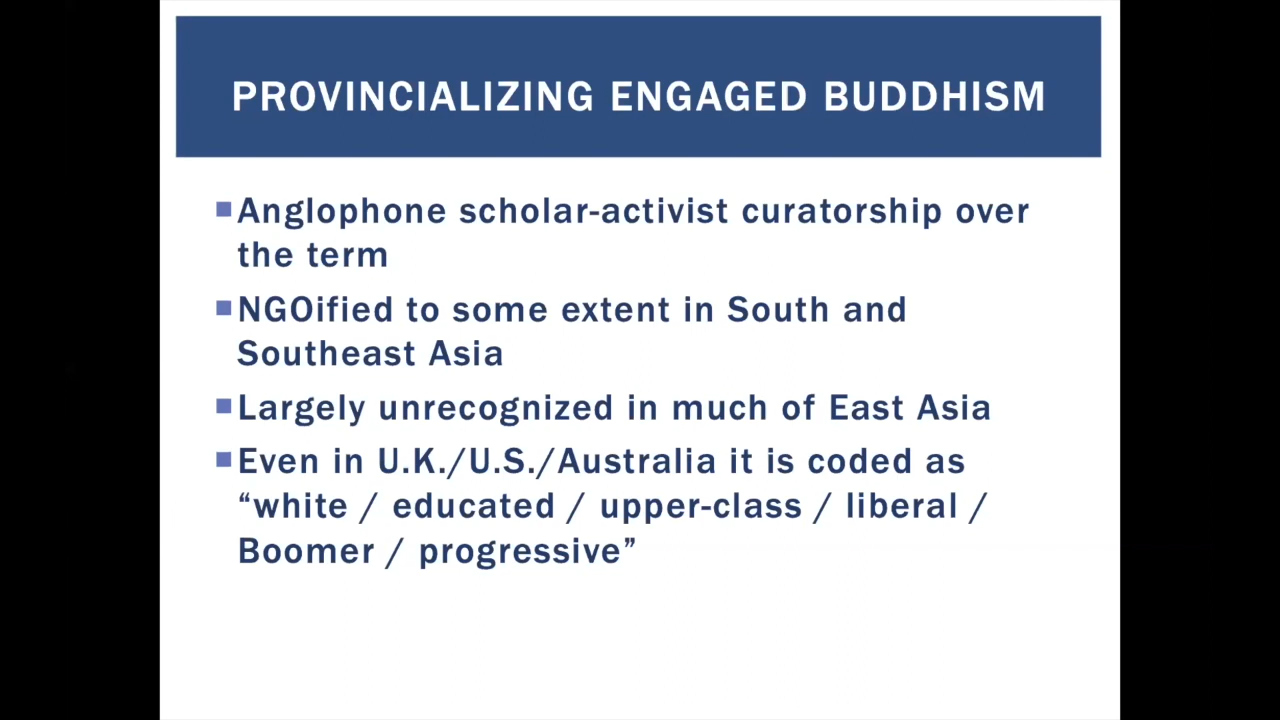 PROVINCIALIZING ENGAGED BUDDHISM
▪Anglophone scholar-activist curatorship over
the term
▪NGOified to some extent in South and
Southeast Asia
▪Largely unrecognized in much of East Asia
▪Even in U.K./U.S./Australia it is coded as
“white / educated / upper-class / liberal /
Boomer / progressive”